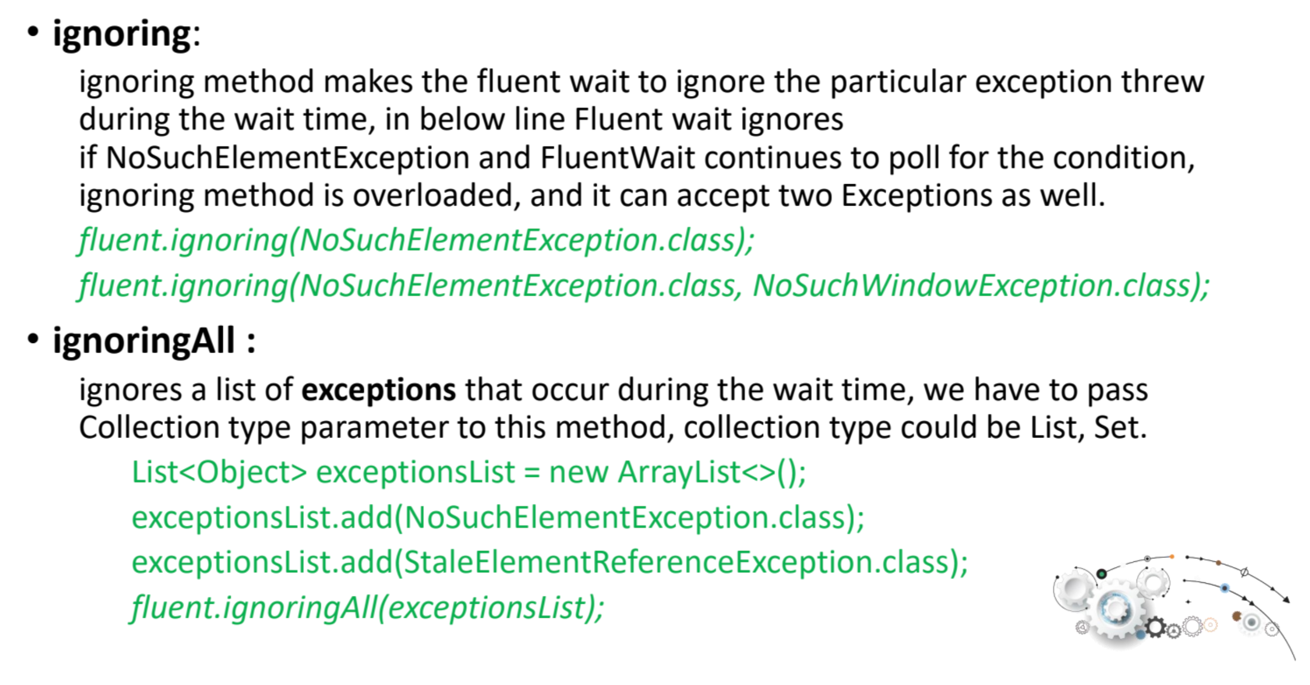 • ignoring:
ignoring method makes the fluent wait to ignore the particular exception threw
during the wait time, in below line Fluent wait ignores
if NoSuchElementException and FluentWait continues to poll for the condition,
ignoring method is overloaded, and it can accept two Exceptions as well.
fluent.ignoring(NoSuchElementException.class);
fluent.ignoring(NoSuchElementException.class, NoSuchWindowException.class);
• ignoringAll :
ignores a list of exceptions that occur during the wait time, we have to pass
Collection type parameter to this method, collection type could be List, Set.
List<Object> exceptionsList = new ArrayList<>();
exceptionsList.add(NoSuchElementException.class);
exceptionsList.add(StaleElementReferenceException.class);
fluent.ignoringAll(exceptionsList);